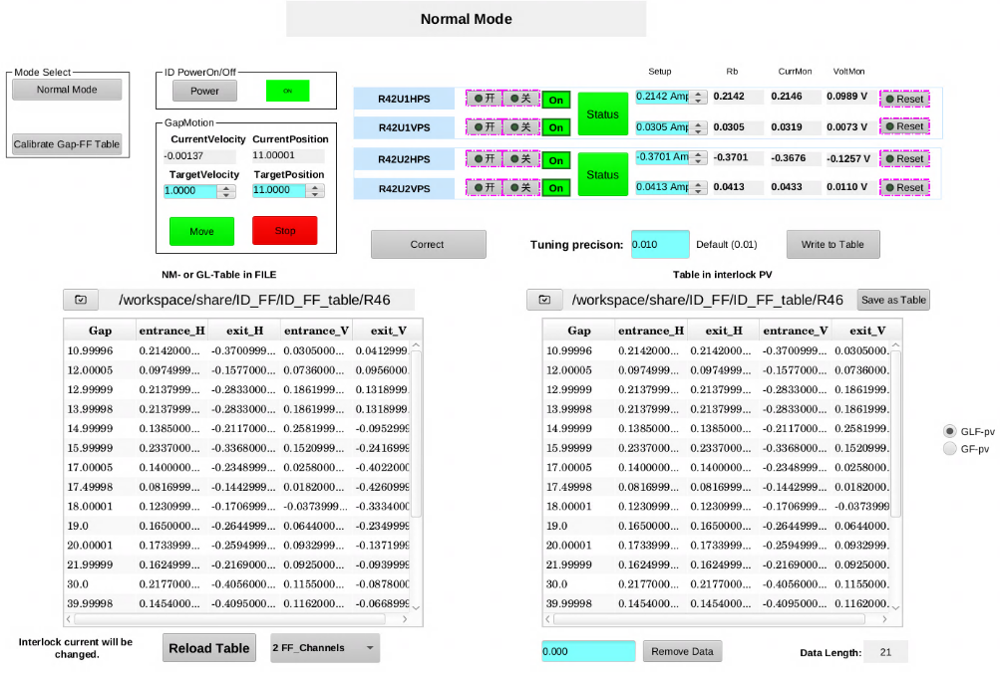 Normal Mode
Mode Select
Normal Mode
Calibrate Gap-FF Table
ID PowerOn/Off
Power
ON
GapMotion
CurrentVelocity CurrentPosition
-0.00137 11.00001
TargetVelocity TargetPosition
1.0000 11.0000
Move Stop
Setup Rb CurrMon VoltMon
R42U1HPS 开 关 On 0.2142 Amp 0.2142 0.2146 0.0989 V Reset
Status
R42U1VPS 开 关 On 0.0305 Amp 0.0305 0.0319 0.0073 V Reset
R42U2HPS 开 关 On -0.3701 Am -0.3701 -0.3676 -0.1257 V Reset
Status
R42U2VPS 开 关 On 0.0413 Amp 0.0413 0.0433 0.0110 V Reset
Correct Tuning precison: 0.010 Default (0.01) Write to Table
NM- or GL-Table in FILE
/workspace/share/ID_FF/ID_FF_table/R46
Gap entrance_H exit_H entrance_V exit_V
10.99996 0.2142000... -0.3700999... 0.0305000... 0.0412999.
12.00005 0.0974999... -0.1577000... 0.0736000... 0.0956000.
12.99999 0.2137999... -0.2833000... 0.1861999... 0.1318999.
13.99998 0.2137999... -0.2833000... 0.1861999... 0.1318999.
14.99999 0.1385000... -0.2117000... 0.2581999... -0.0952999
15.99999 0.2337000... -0.3368000... 0.1520999... -0.2416999
17.00005 0.1400000... -0.2348999... 0.0258000... -0.4022000
17.49998 0.0816999... -0.1442999... 0.0182000... -0.4260999
18.00001 0.1230999... -0.1706999... -0.0373999... -0.3334000
19.0 0.1650000... -0.2644999... 0.0644000... -0.2349999
20.00001 0.1733999... -0.2594999... 0.0932999... -0.1371999
21.99999 0.1624999... -0.2169000... 0.0925000... -0.0939999
30.0 0.2177000... -0.4056000... 0.1155000... -0.0878000
39.99998 0.1454000... -0.4095000... 0.1162000... -0.0668999
Interlock current will be
changed.
Reload Table 2 FF_Channels
Table in interlock PV
/workspace/share/ID_FF/ID_FF_table/R46 Save as Table
Gap entrance_H exit_H entrance_V exit_V
10.99996 0.2142000... 0.2142000... -0.3700999... 0.0305000.
12.00005 0.0974999... 0.0974999... -0.1577000... 0.0736000.
12.99999 0.2137999... 0.2137999... -0.2833000... 0.1861999.
13.99998 0.2137999... 0.2137999... -0.2833000... 0.1861999.
14.99999 0.1385000... 0.1385000... -0.2117000... 0.2581999.
15.99999 0.2337000... 0.2337000... -0.3368000... 0.1520999.
17.00005 0.1400000... 0.1400000... -0.2348999... 0.0258000.
17.49998 0.0816999... 0.0816999... -0.1442999... 0.0182000.
18.00001 0.1230999... 0.1230999... -0.1706999... -0.0373999
19.0 0.1650000... 0.1650000... -0.2644999... 0.0644000.
20.00001 0.1733999... 0.1733999... -0.2594999... 0.0932999.
21.99999 0.1624999... 0.1624999... -0.2169000... 0.0925000.
30.0 0.2177000... 0.2177000... -0.4056000... 0.1155000.
39.99998 0.1454000... 0.1454000... -0.4095000... 0.1162000.
GLF-pv
GF-pv
0.000 Remove Data Data Length: 21